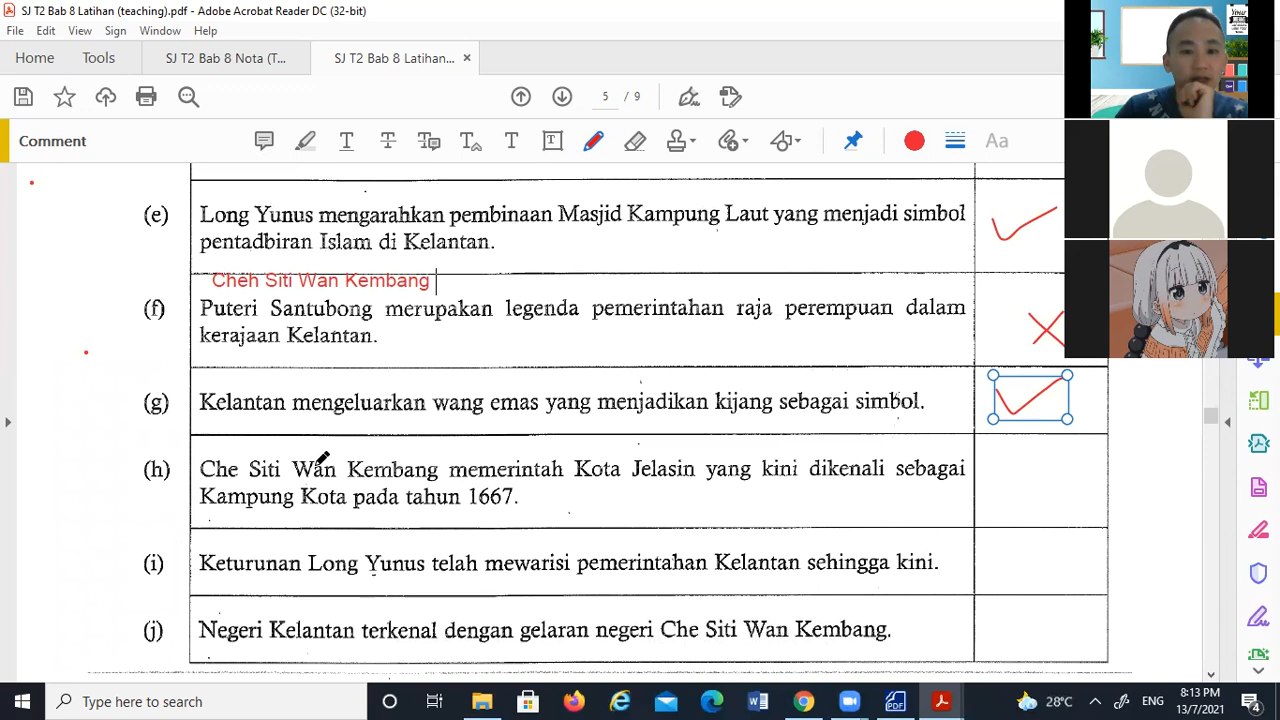 SJ T2 Bab 8 Latihan (teaching).pdf - Adobe Acrobat Reader DC (32-bit)
File Edit View Sign Window Help
Home Tools SJ T2 Bab 8 Nota (T... SJ T2 Bab 8 Latihan... ×
5 / 9
Comment
Aa
(e) Long Yunus mengarahkan pembinaan Masjid Kampung Laut yang menjadi simbol
pentadbiran Islam di Kelantan.
Cheh Siti Wan Kembang
(f) Puteri Santubong merupakan legenda pemerintahan raja perempuan dalam
kerajaan Kelantan.
(g) Kelantan mengeluarkan wang emas yang menjadikan kijang sebagai simbol.
(h) Che Siti Wan Kembang memerintah Kota Jelasin yang kini dikenali sebagai
Kampung Kota pada tahun 1667.
(i) Keturunan Long Yunus telah mewarisi pemerintahan Kelantan sehingga kini.
(j) Negeri Kelantan terkenal dengan gelaran negeri Che Siti Wan Kembang.
Type here to search
28°C ENG
8:13 PM
13/7/2021
4